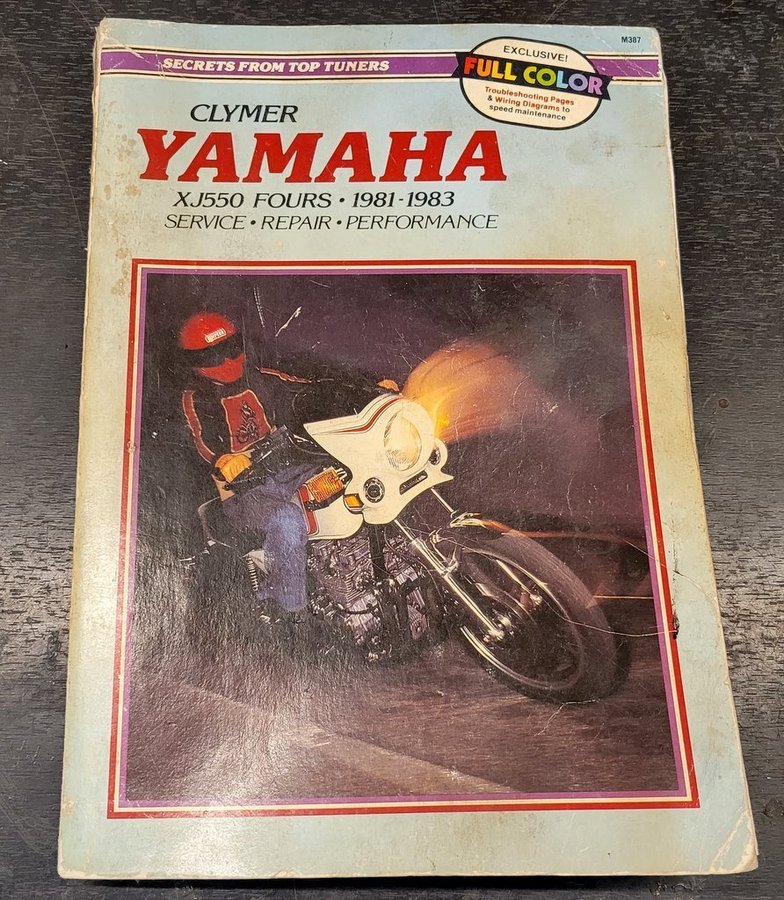 M387
SECRETS FROM TOP TUNERS
EXCLUSIVE!
FULL COLOR
Troubleshooting Pages
& Wiring Diagrams to
speed maintenance
CLYMER
YAMAHA
XJ550 FOURS • 1981-1983
SERVICE • REPAIR • PERFORMANCE